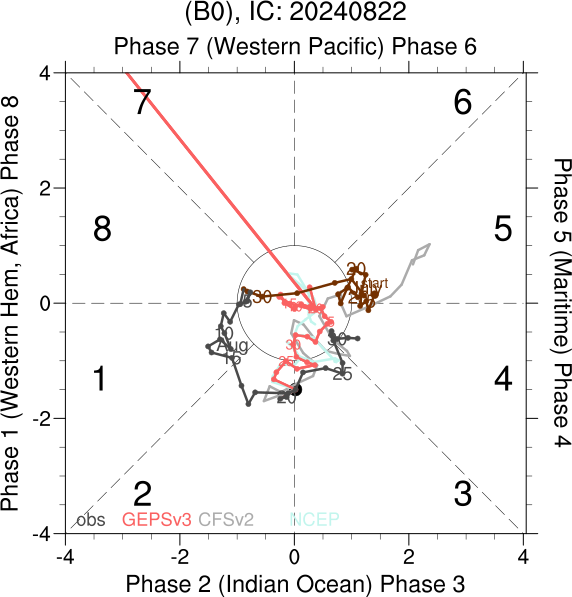 (B0), IC: 20240822
Phase 7 (Western Pacific) Phase 6
4
7
6
2
8
5
0
1
4
-2
2
3
-4
Phase 1 (Western Hem, Africa) Phase 8
Phase 5 (Maritime) Phase 4
30
20
start
10
Aug
15
30
25
20
obs
GEPSv3
CFSv2
NCEP
-4
-2
0
2
4
Phase 2 (Indian Ocean) Phase 3